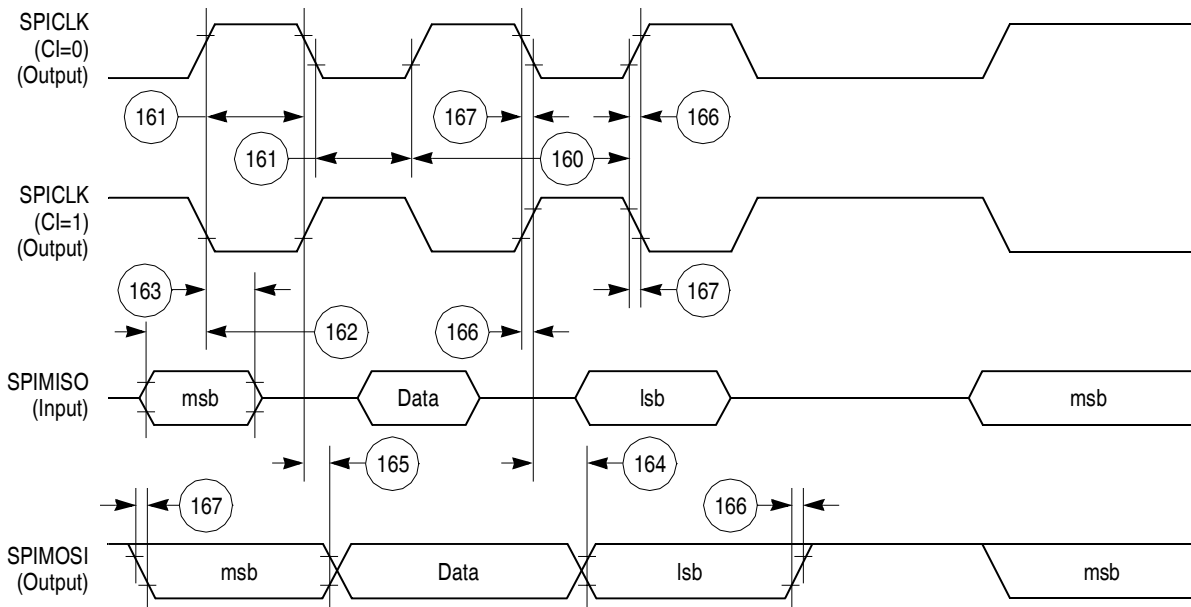 SPICLK
(CI=0)
(Output)
161
167
166
161
160
SPICLK
(CI=1)
(Output)
163
167
162
166
SPIMISO
(Input)
msb
Data
lsb
msb
165
164
167
166
SPIMOSI
(Output)
msb
Data
lsb
msb